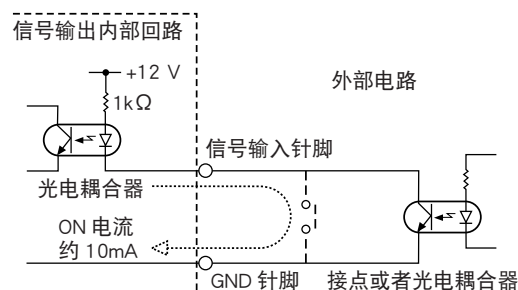 信号输出内部回路
+12 V
1kΩ
外部电路
信号输入针脚
光电耦合器
ON 电流
约 10mA
GND 针脚
接点或者光电耦合器